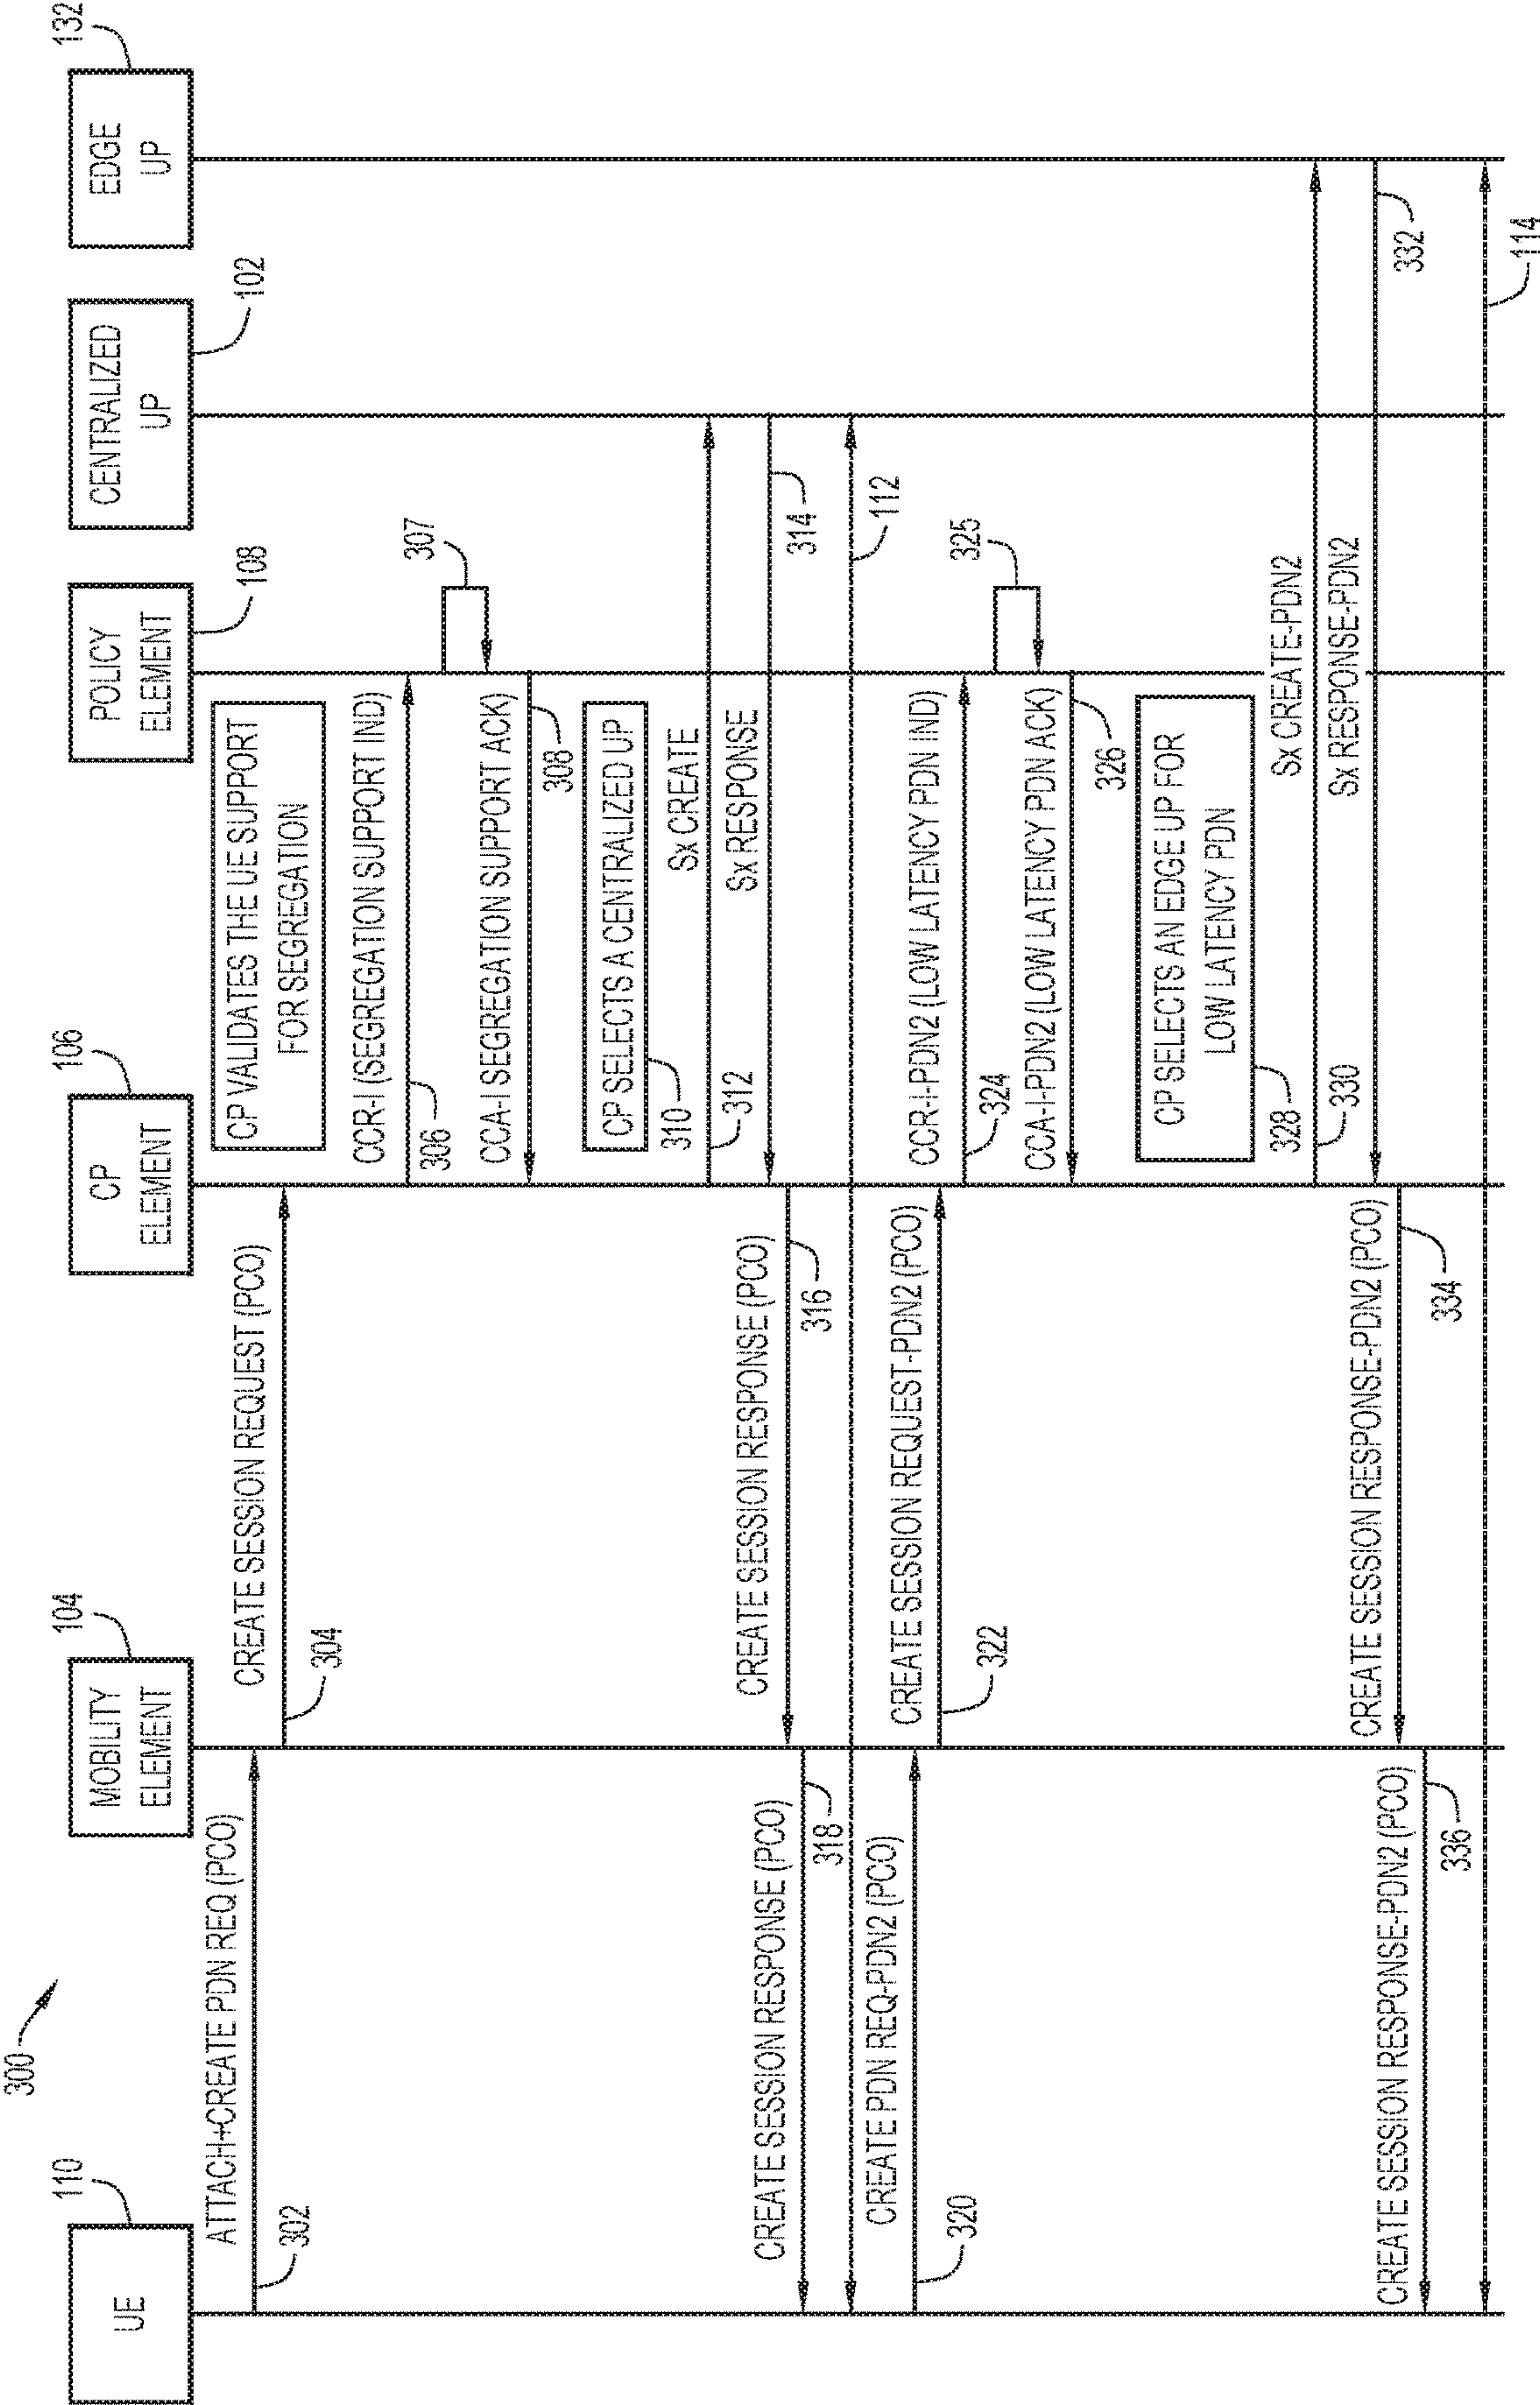 300
UE
110
MOBILITY
ELEMENT
104
CP
ELEMENT
106
POLICY
ELEMENT
108
CENTRALIZED
UP
102
EDGE
UP
132
ATTACH+CREATE PDN REQ (PCO)
302
CREATE SESSION REQUEST (PCO)
304
CP VALIDATES THE UE SUPPORT
FOR SEGREGATION
CCR-I (SEGREGATION SUPPORT IND)
306
307
CCA-I SEGREGATION SUPPORT ACK)
308
CP SELECTS A CENTRALIZED UP
310
Sx CREATE
312
Sx RESPONSE
314
CREATE SESSION RESPONSE (PCO)
316
CREATE SESSION RESPONSE (PCO)
318
112
CREATE PDN REQ-PDN2 (PCO)
320
CREATE SESSION REQUEST-PDN2 (PCO)
322
CCR-I-PDN2 (LOW LATENCY PDN IND)
324
325
CCA-I-PDN2 (LOW LATENCY PDN ACK)
326
CP SELECTS AN EDGE UP FOR
LOW LATENCY PDN
328
Sx CREATE-PDN2
330
Sx RESPONSE-PDN2
332
CREATE SESSION RESPONSE-PDN2 (PCO)
334
CREATE SESSION RESPONSE-PDN2 (PCO)
336
114